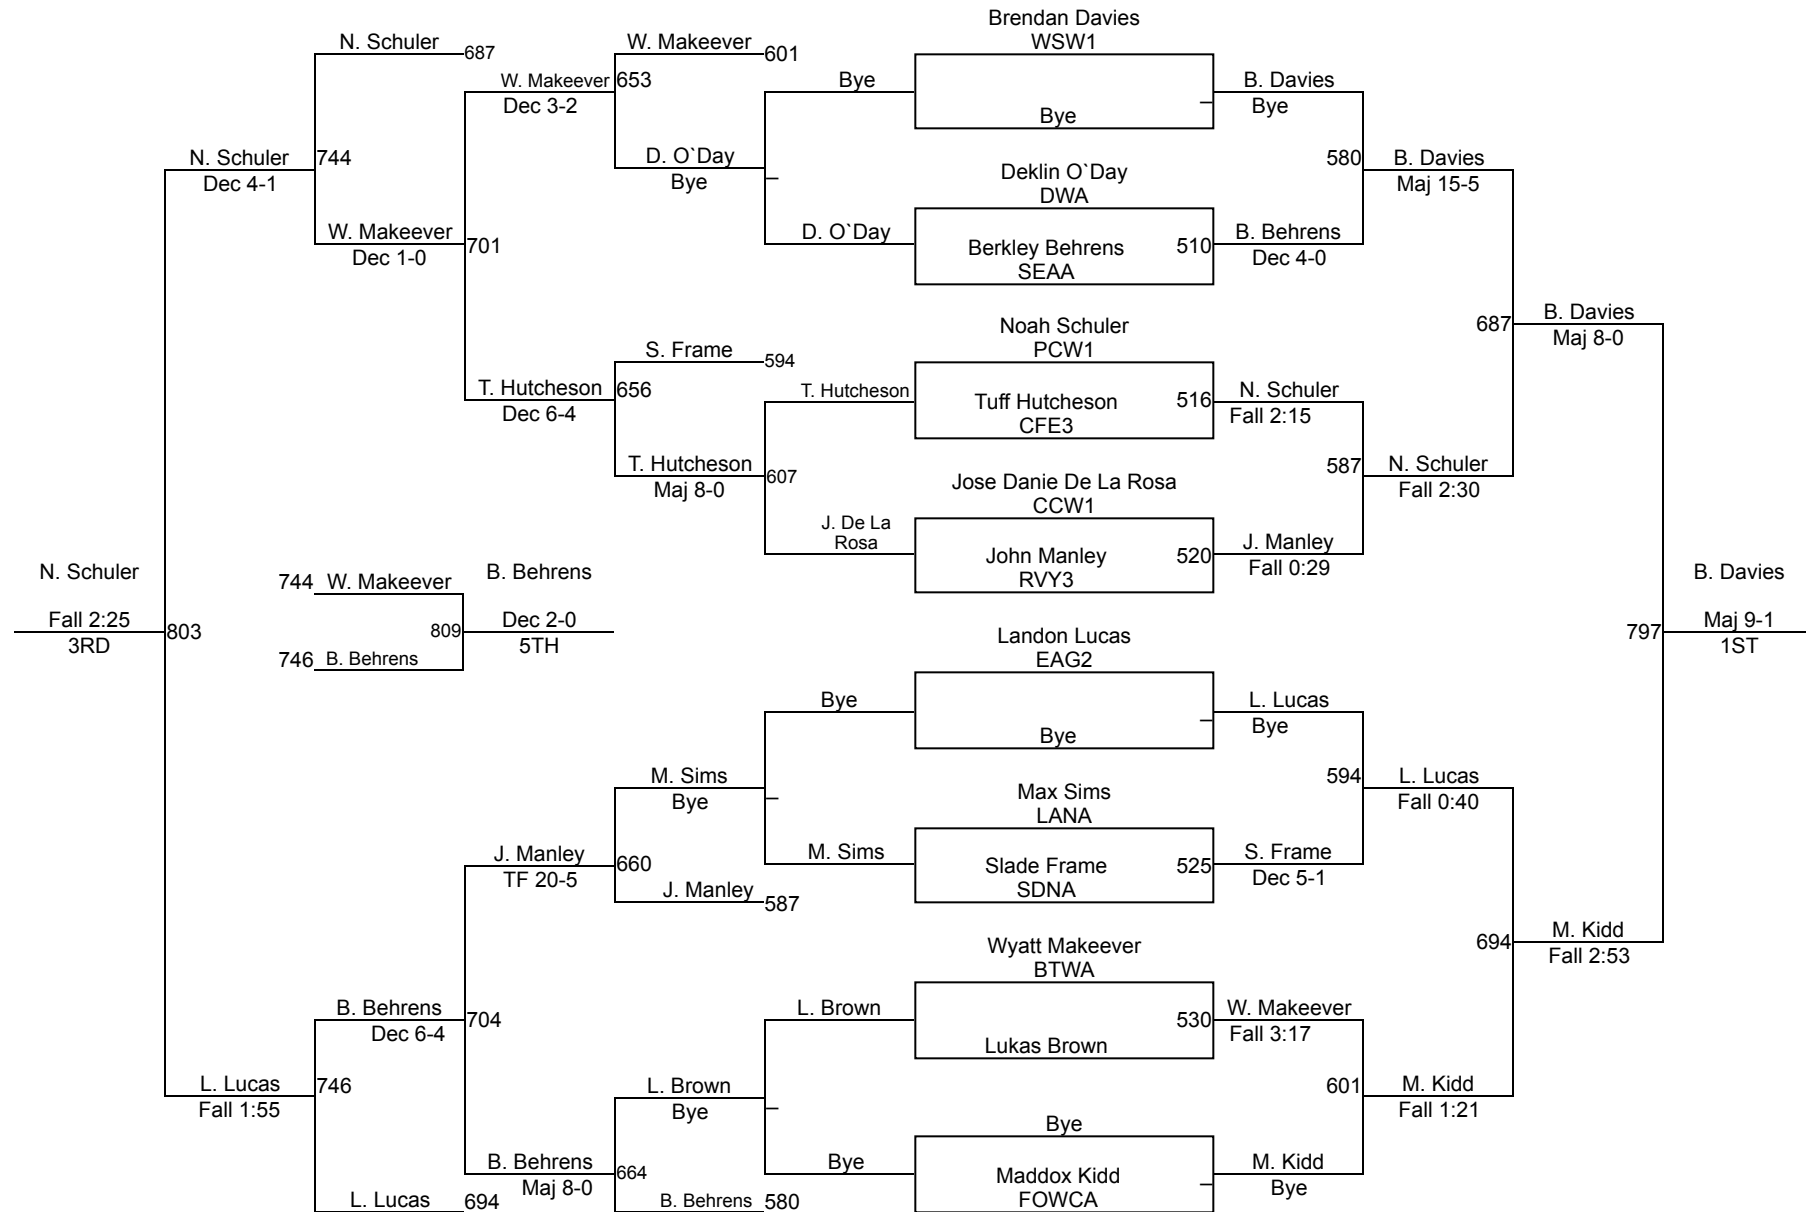 Brendan Davies
WSW1
N. Schuler
687
W. Makeever
601
W. Makeever
653
Dec 3-2
Bye
Bye
B. Davies
Bye
N. Schuler
744
Dec 4-1
D. O`Day
Bye
580
B. Davies
Maj 15-5
Deklin O`Day
DWA
W. Makeever
Dec 1-0
701
D. O`Day
Berkley Behrens
SEAA
510
B. Behrens
Dec 4-0
Noah Schuler
PCW1
687
B. Davies
Maj 8-0
S. Frame
594
T. Hutcheson
656
Dec 6-4
T. Hutcheson
Tuff Hutcheson
CFE3
516
N. Schuler
Fall 2:15
T. Hutcheson
Maj 8-0
607
587
N. Schuler
Fall 2:30
Jose Danie De La Rosa
CCW1
J. De La
Rosa
John Manley
RVY3
520
J. Manley
Fall 0:29
N. Schuler
Fall 2:25
3RD
803
744
W. Makeever
746
B. Behrens
809
B. Behrens
Dec 2-0
5TH
B. Davies
797
Maj 9-1
1ST
Landon Lucas
EAG2
Bye
Bye
L. Lucas
Bye
M. Sims
Bye
594
L. Lucas
Fall 0:40
Max Sims
LANA
J. Manley
TF 20-5
660
J. Manley
587
M. Sims
Slade Frame
SDNA
525
S. Frame
Dec 5-1
694
M. Kidd
Fall 2:53
Wyatt Makeever
BTWA
B. Behrens
Dec 6-4
704
L. Brown
Lukas Brown
530
W. Makeever
Fall 3:17
L. Lucas
Fall 1:55
746
L. Brown
Bye
601
M. Kidd
Fall 1:21
Bye
B. Behrens
Maj 8-0
664
Bye
Maddox Kidd
FOWCA
M. Kidd
Bye
L. Lucas
694
B. Behrens
580